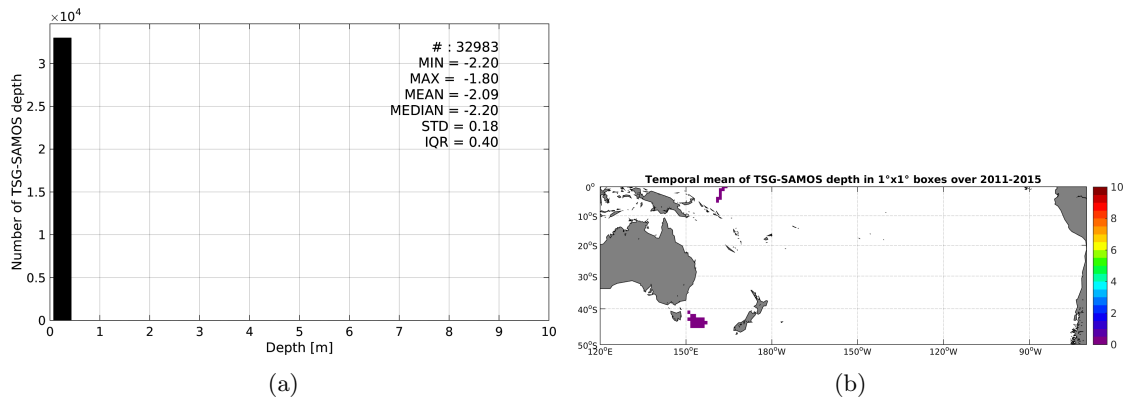 ×10⁴
Number of TSG-SAMOS depth
3
2.5
2
1.5
1
0.5
0
# : 32983
MIN = -2.20
MAX = -1.80
MEAN = -2.09
MEDIAN = -2.20
STD = 0.18
IQR = 0.40
0 1 2 3 4 5 6 7 8 9 10
Depth [m]
(a)
Temporal mean of TSG-SAMOS depth in 1°x1° boxes over 2011-2015
0°
10°S
20°S
30°S
40°S
50°S
120°E 150°E 180°W 150°W 120°W 90°W
10
8
6
4
2
0
(b)